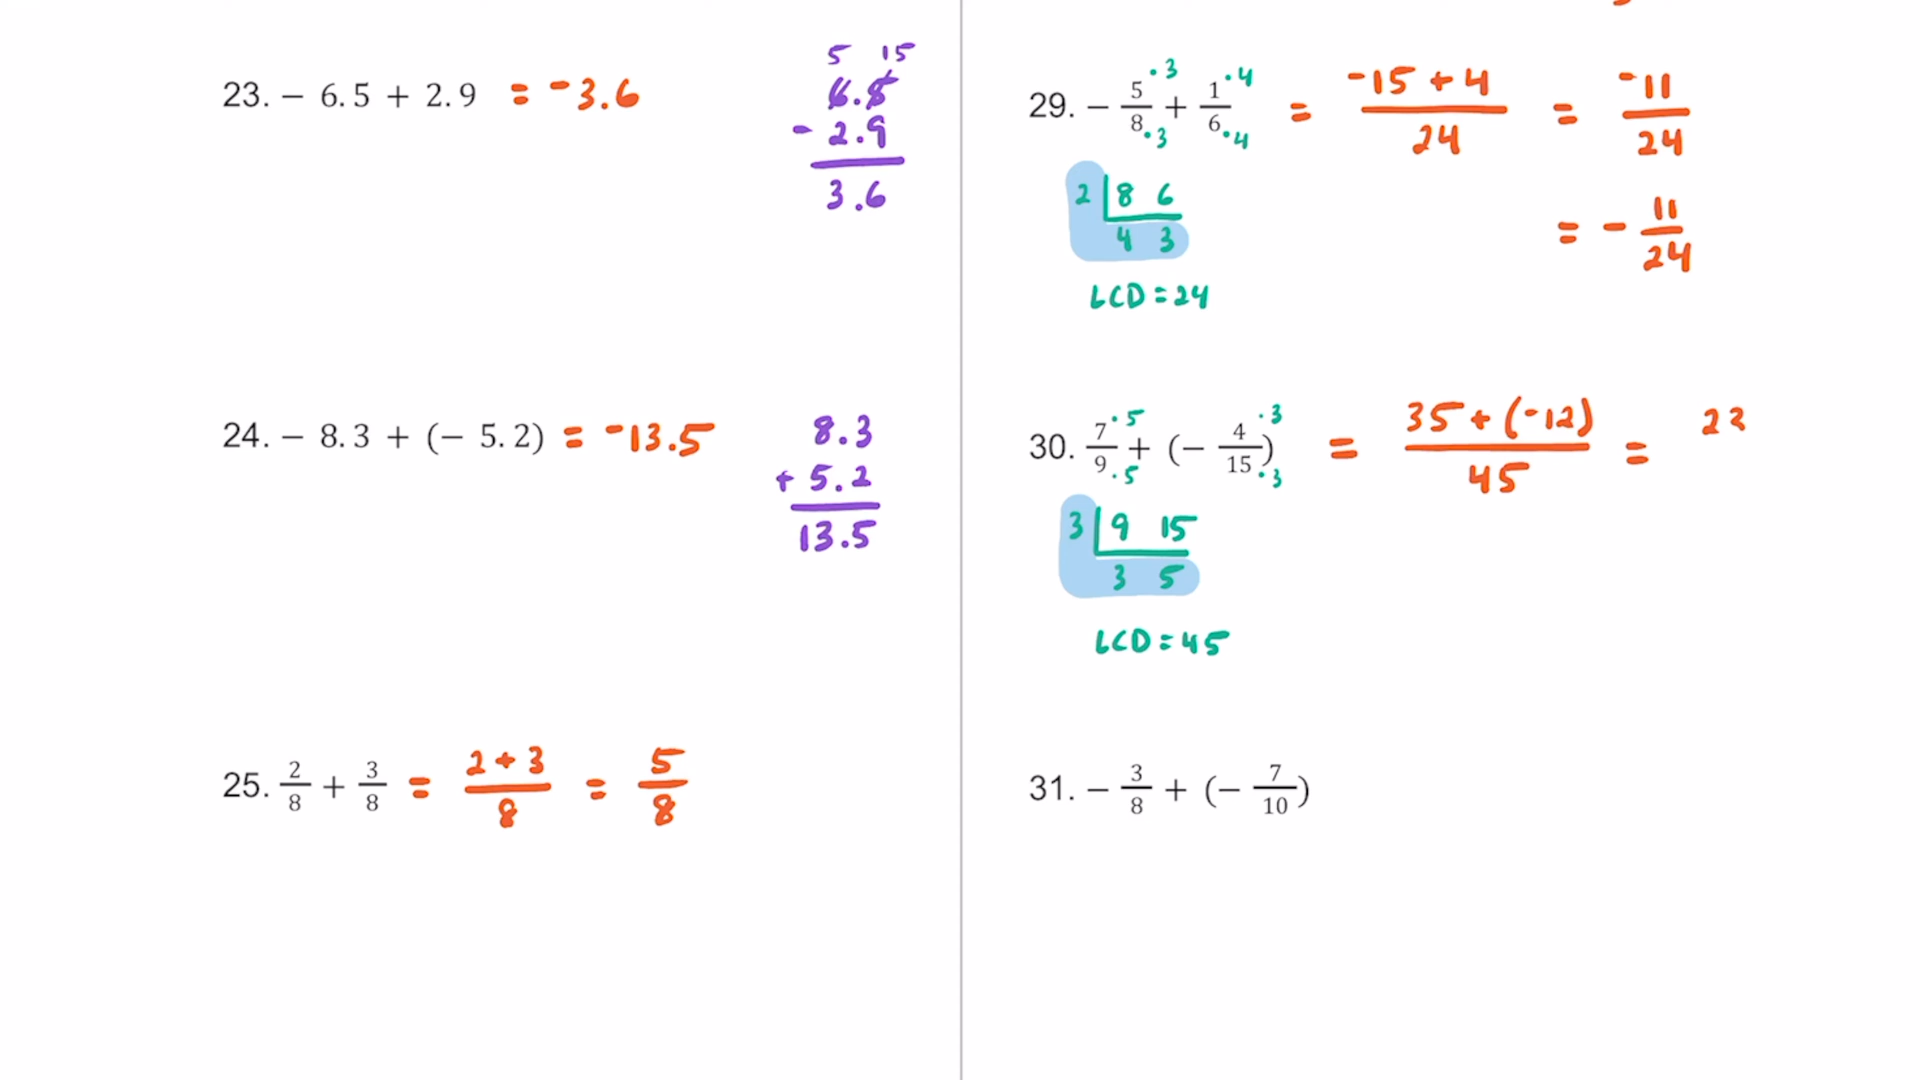 23. − 6.5 + 2.9 = -3.6
5 15
6.5
- 2.9
3.6
24. − 8.3 + (− 5.2) = -13.5
8.3
+ 5.2
13.5
25. 2/8 + 3/8 = (2 + 3)/8 = 5/8
29. − 5/8 + 1/6 = (-15 + 4)/24 = -11/24
·3 ·4
·3 ·4
2 | 8 6
4 3
= - 11/24
LCD = 24
30. 7/9 + (− 4/15) = (35 + (-12))/45 = 23
·5 ·3
·5 ·3
3 | 9 15
3 5
LCD = 45
31. − 3/8 + (− 7/10)